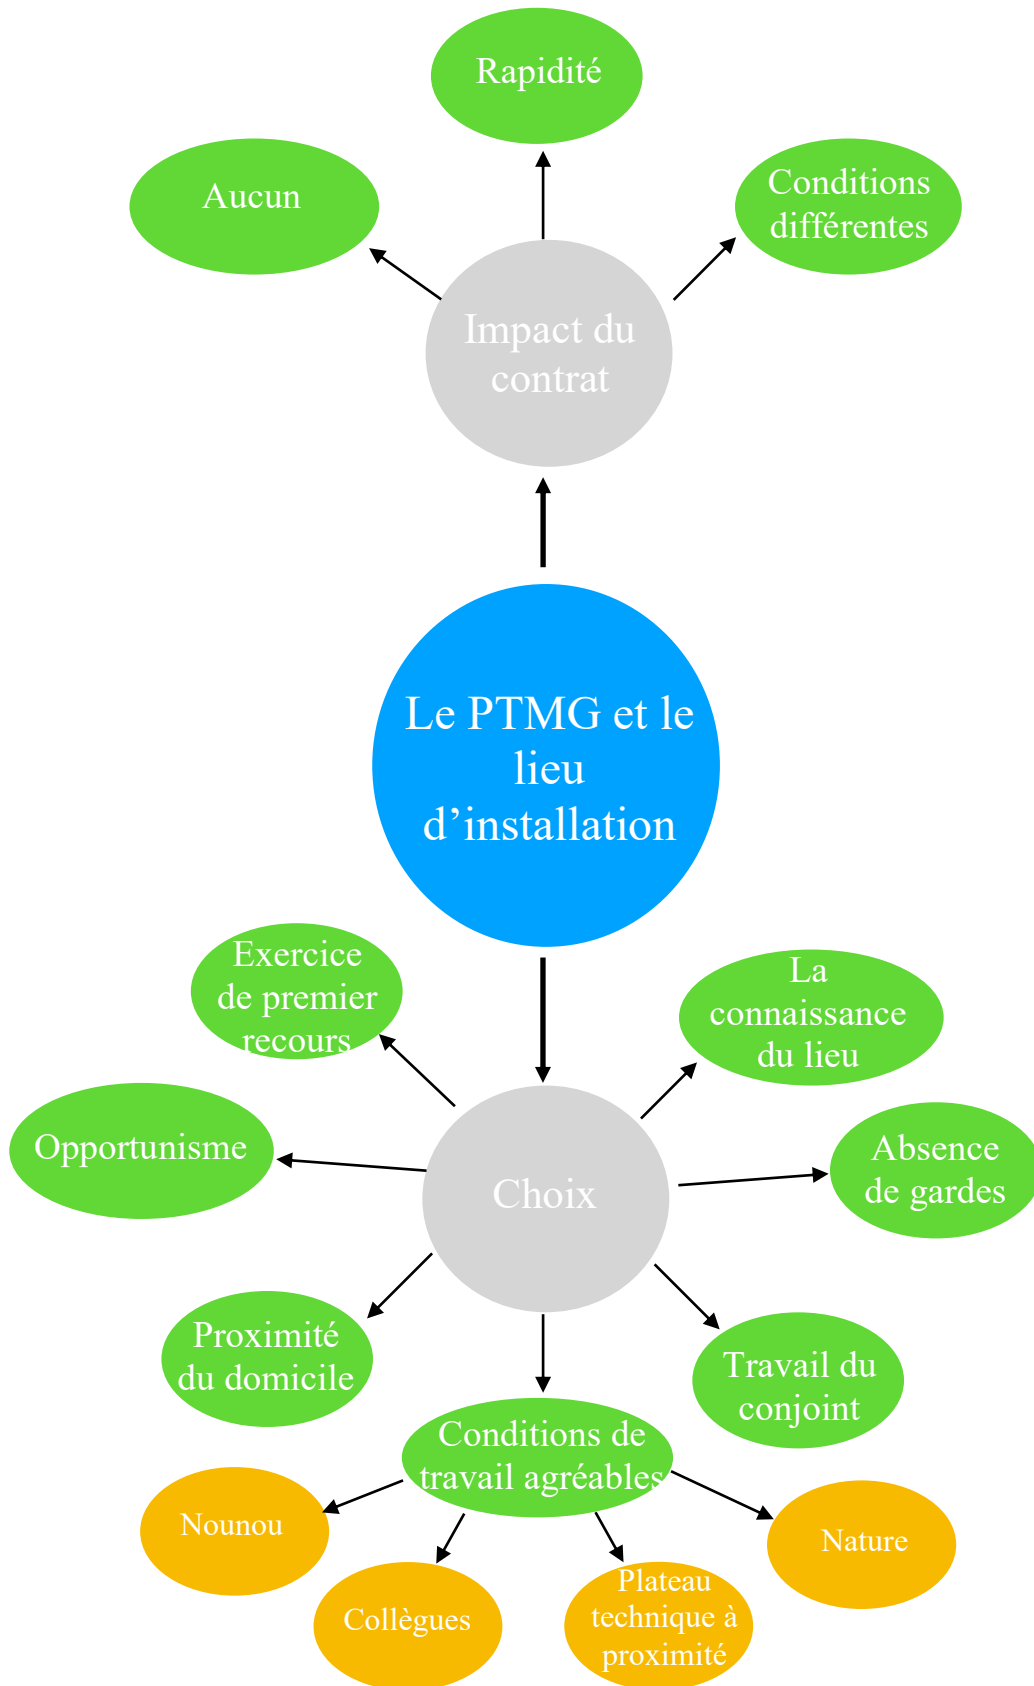 Rapidité
Aucun
Conditions
différentes
Impact du
contrat
Le PTMG et le
lieu
d’installation
Exercice
de premier
recours
La
connaissance
du lieu
Opportunisme
Absence
de gardes
Choix
Proximité
du domicile
Travail du
conjoint
Conditions de
travail agréables
Nounou
Nature
Collègues
Plateau
technique à
proximité